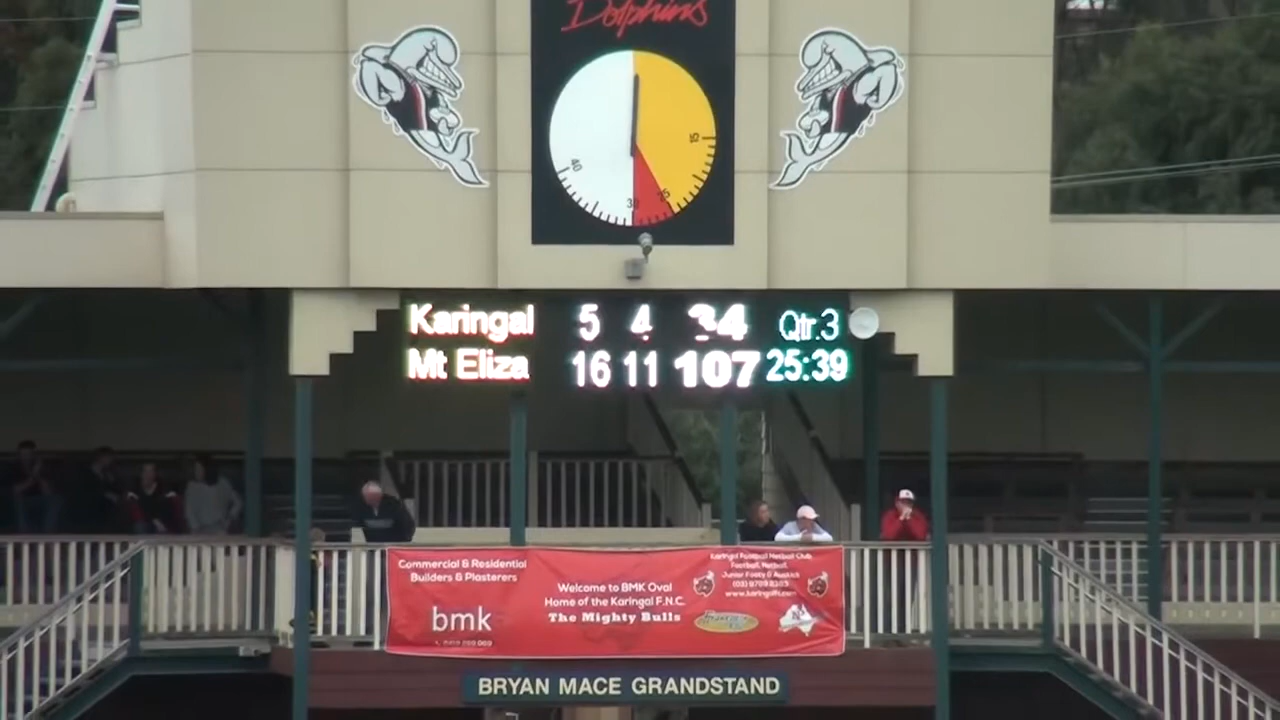 Dolphins
15
25
30
40
Karingal 5 4 34 Qtr.3
Mt Eliza 16 11 107 25:39
Commercial & Residential
Builders & Plasterers
bmk
Welcome to BMK Oval
Home of the Karingal F.N.C.
The Mighty Bulls
Karingal Football Netball Club
Football, Netball,
Junior Footy & Auskick
BRYAN MACE GRANDSTAND